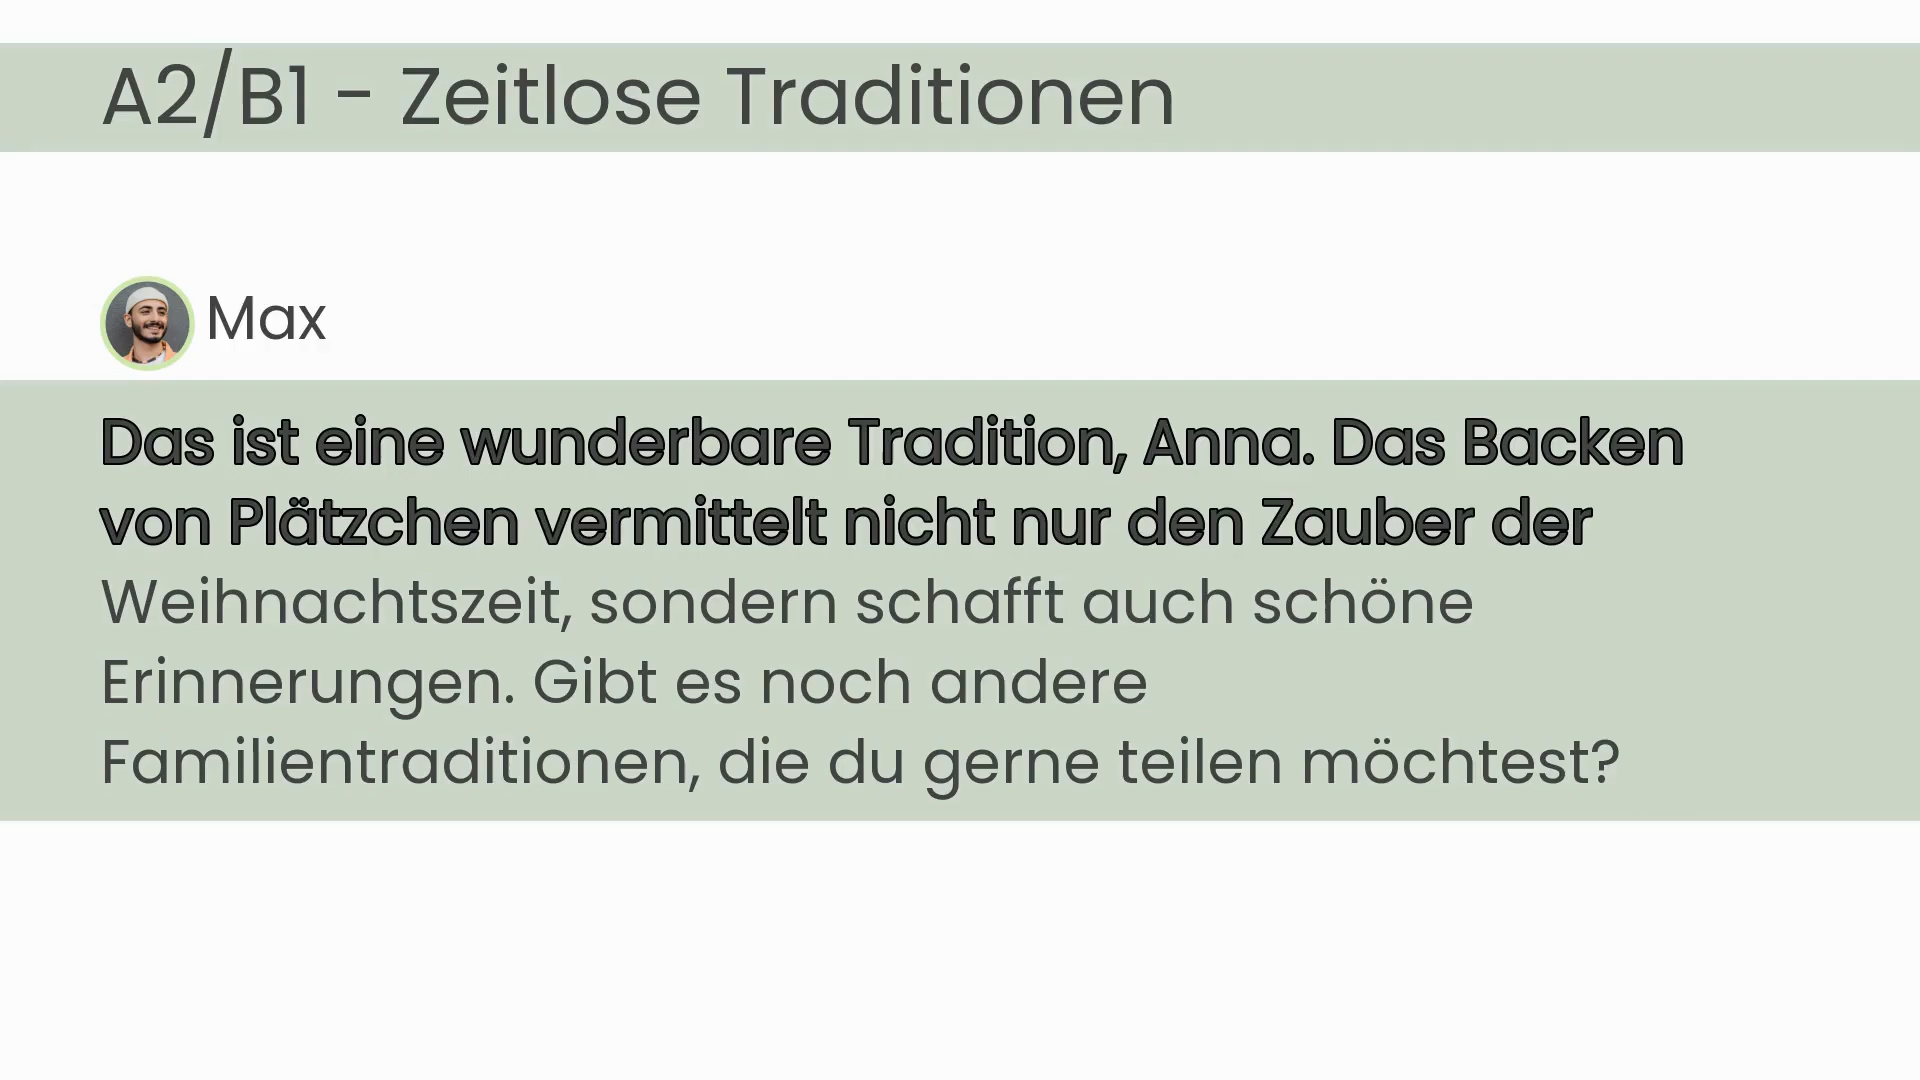 A2/B1 - Zeitlose Traditionen
Max
Das ist eine wunderbare Tradition, Anna. Das Backen
von Plätzchen vermittelt nicht nur den Zauber der
Weihnachtszeit, sondern schafft auch schöne
Erinnerungen. Gibt es noch andere
Familientraditionen, die du gerne teilen möchtest?